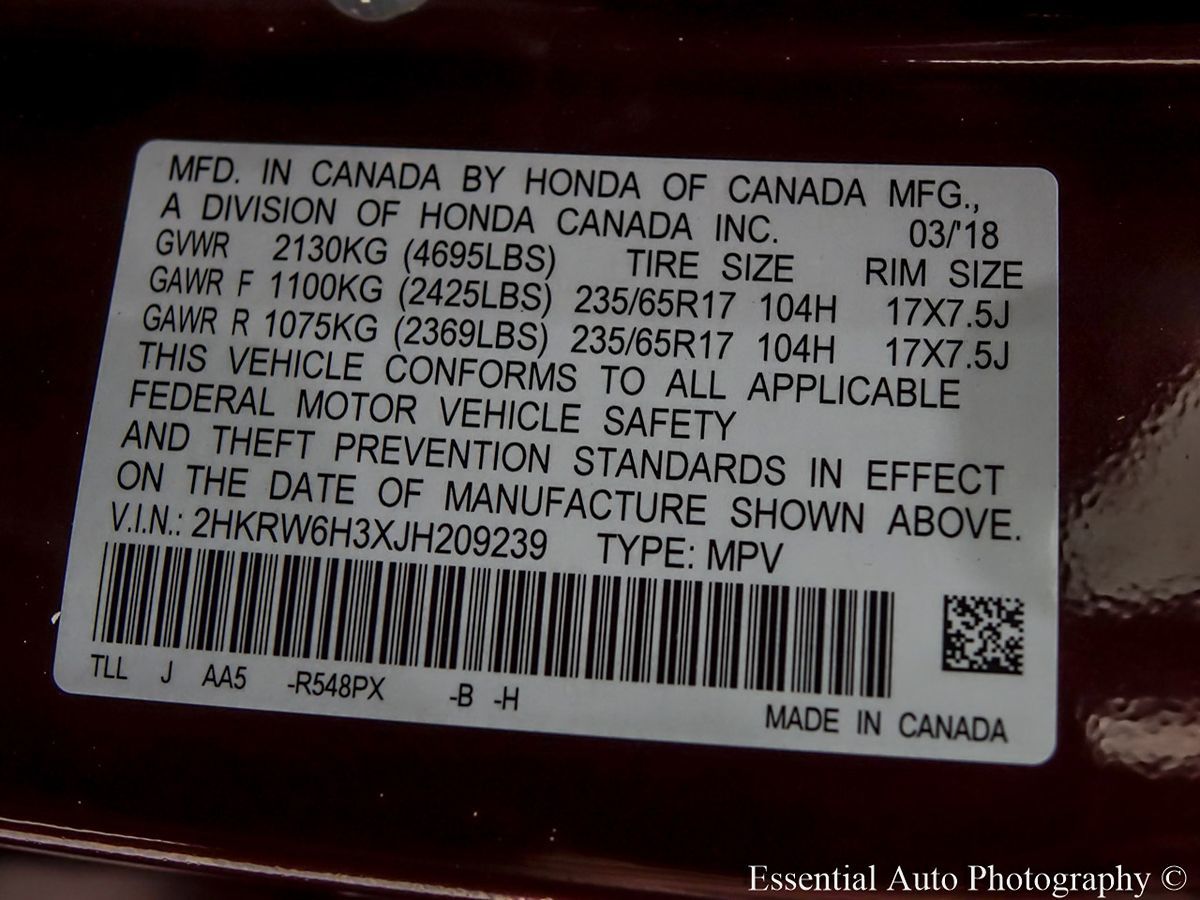 MFD. IN CANADA BY HONDA OF CANADA MFG.,
A DIVISION OF HONDA CANADA INC. 03/'18
GVWR 2130KG (4695LBS) TIRE SIZE RIM SIZE
GAWR F 1100KG (2425LBS) 235/65R17 104H 17X7.5J
GAWR R 1075KG (2369LBS) 235/65R17 104H 17X7.5J
THIS VEHICLE CONFORMS TO ALL APPLICABLE
FEDERAL MOTOR VEHICLE SAFETY
AND THEFT PREVENTION STANDARDS IN EFFECT
ON THE DATE OF MANUFACTURE SHOWN ABOVE.
V.I.N.: 2HKRW6H3XJH209239 TYPE: MPV
TLL J AA5 -R548PX -B -H
MADE IN CANADA
Essential Auto Photography ©